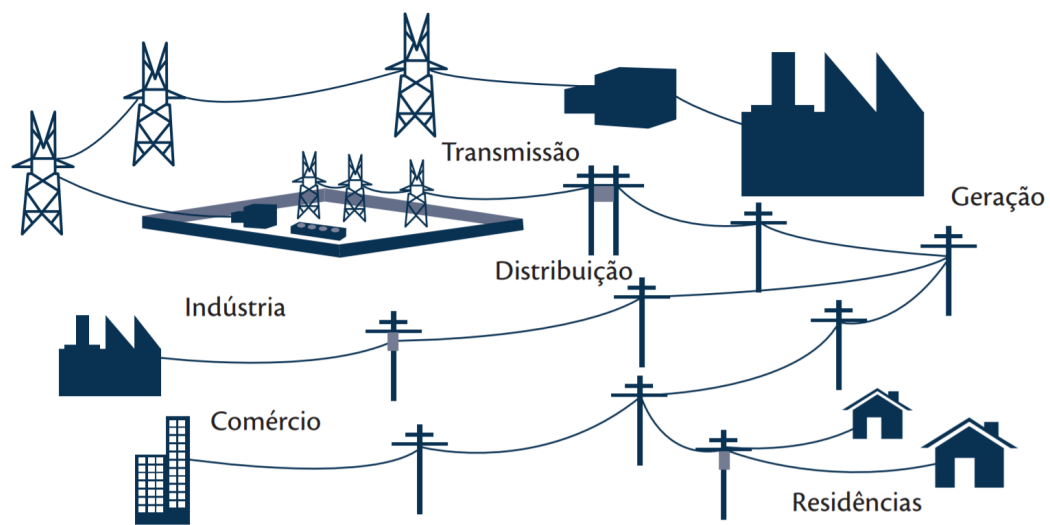 Transmissão
Geração
Distribuição
Indústria
Comércio
Residências